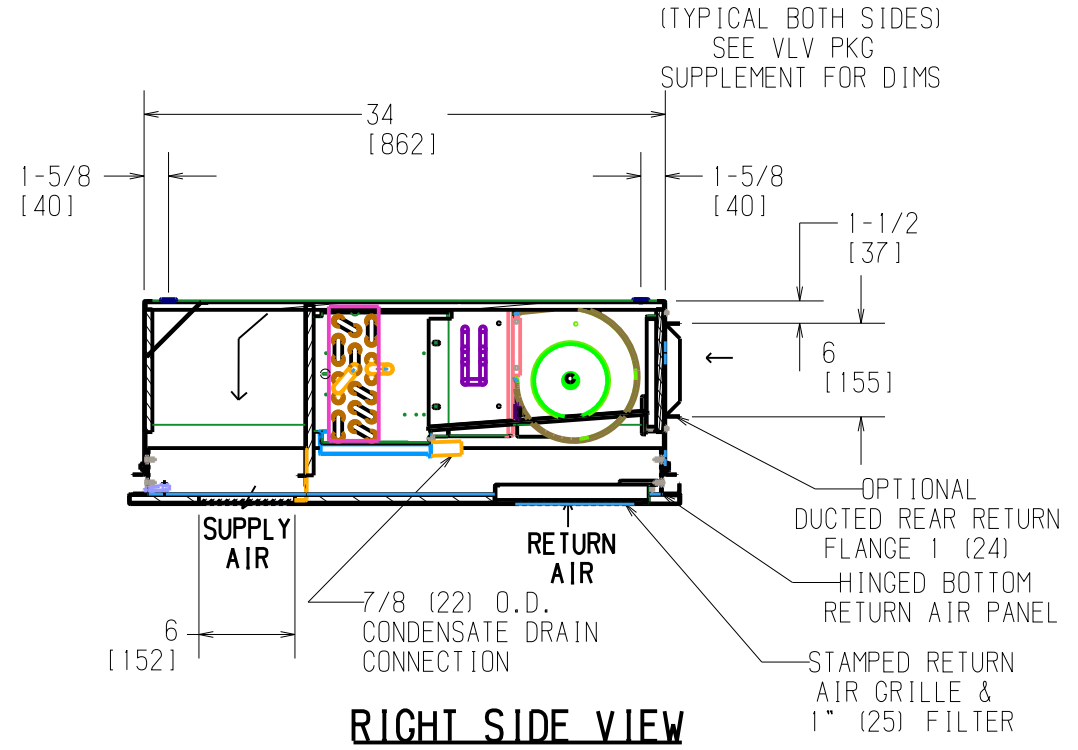 (TYPICAL BOTH SIDES)
SEE VLV PKG
SUPPLEMENT FOR DIMS
34
[862]
1-5/8
[40]
1-5/8
[40]
1-1/2
[37]
6
[155]
OPTIONAL
DUCTED REAR RETURN
FLANGE 1 (24)
SUPPLY
AIR
RETURN
AIR
HINGED BOTTOM
RETURN AIR PANEL
7/8 (22) O.D.
CONDENSATE DRAIN
CONNECTION
6
[152]
STAMPED RETURN
AIR GRILLE &
1" (25) FILTER
RIGHT SIDE VIEW